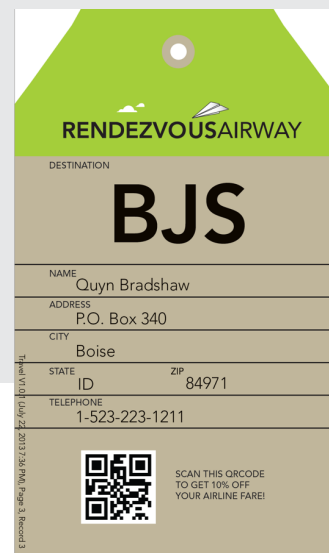 RENDEZVOUSAIRWAY
DESTINATION
BJS
NAME
Quyn Bradshaw
ADDRESS
P.O. Box 340
CITY
Boise
STATE ZIP
ID 84971
TELEPHONE
1-523-223-1211
SCAN THIS QRCODE
TO GET 10% OFF
YOUR AIRLINE FARE!
Travel V1.0.1 (July 22, 2013 7:36 PM), Page 3, Record 3